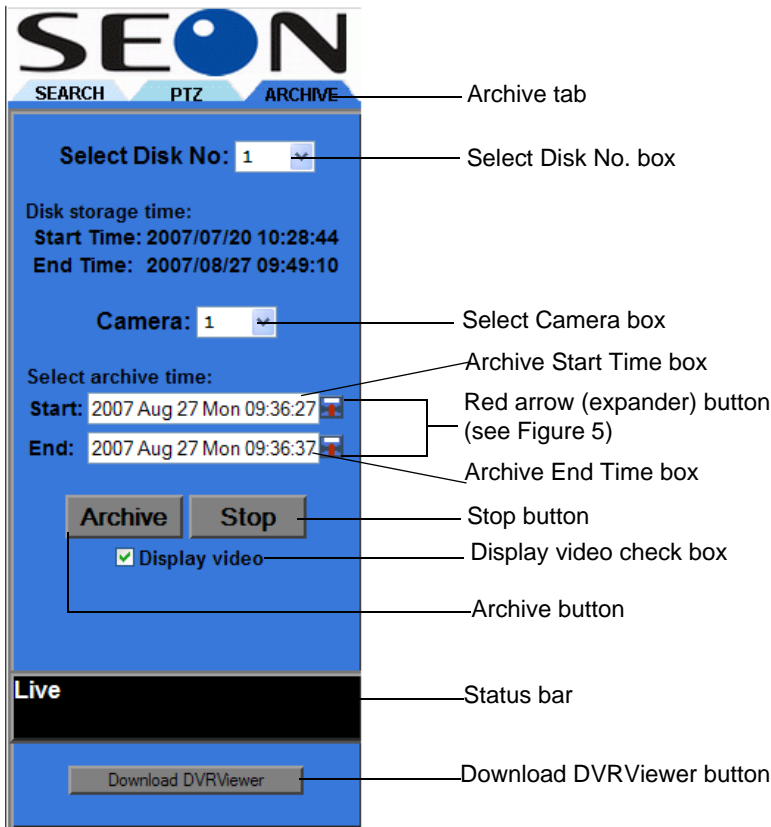 SEON
SEARCH PTZ ARCHIVE
Archive tab
Select Disk No: 1
Select Disk No. box
Disk storage time:
Start Time: 2007/07/20 10:28:44
End Time: 2007/08/27 09:49:10
Camera: 1
Select Camera box
Archive Start Time box
Select archive time:
Start: 2007 Aug 27 Mon 09:36:27
Red arrow (expander) button
(see Figure 5)
End: 2007 Aug 27 Mon 09:36:37
Archive End Time box
Archive Stop
Stop button
Display video
Display video check box
Archive button
Live
Status bar
Download DVRViewer
Download DVRViewer button